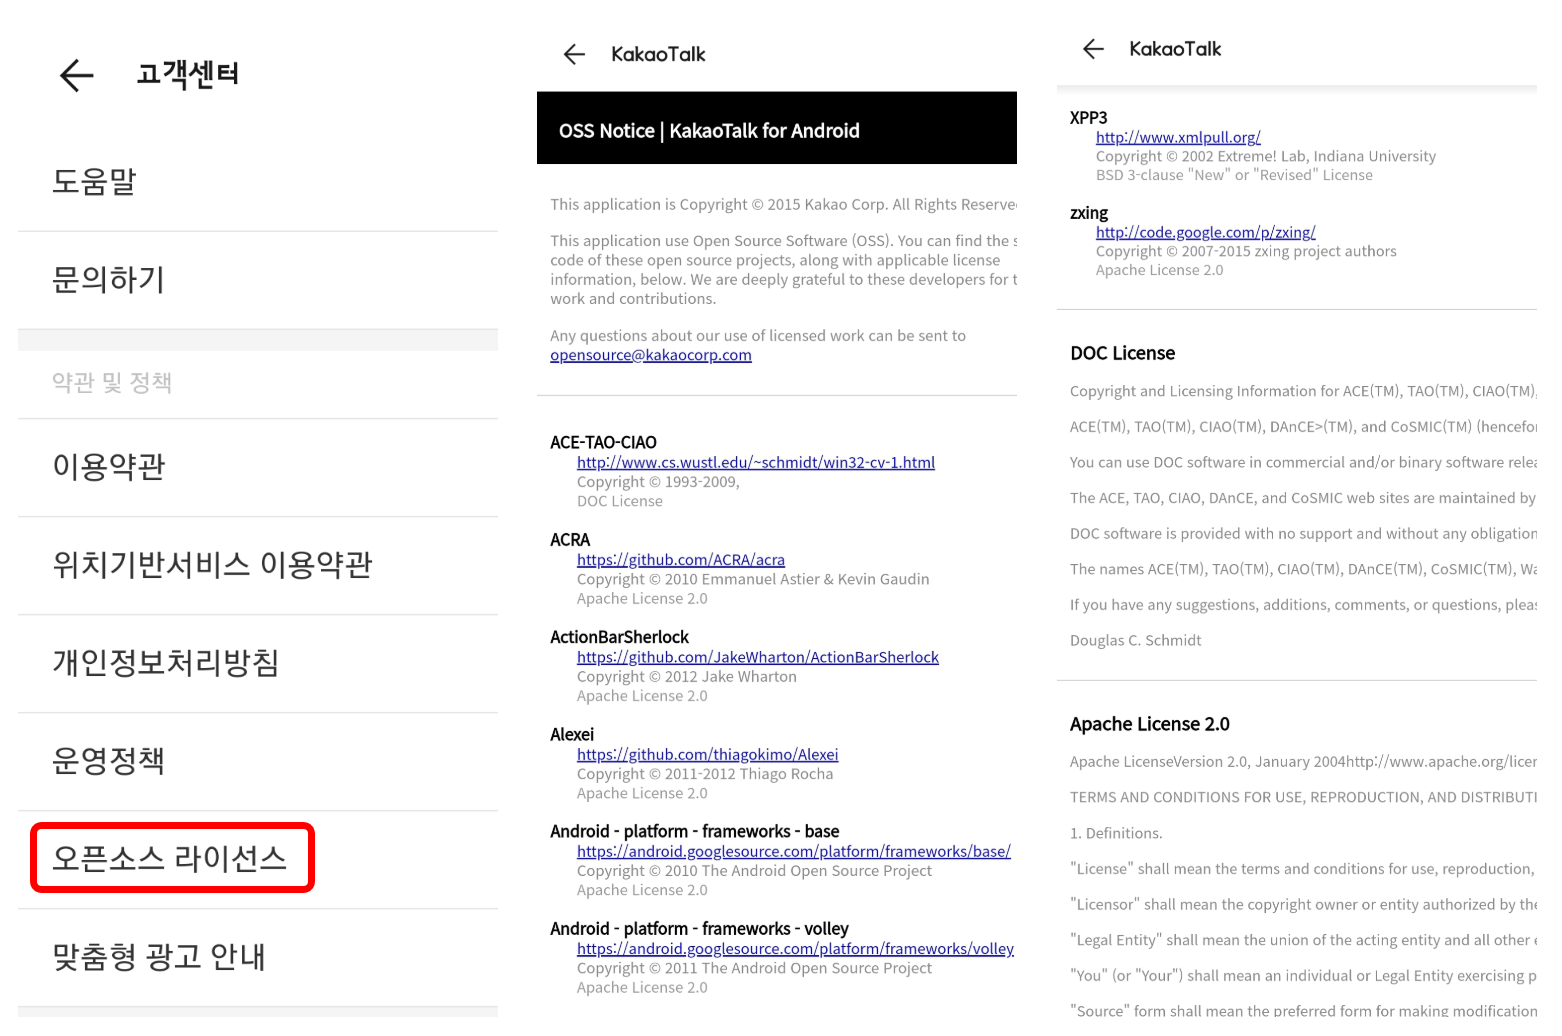 고객센터
도움말
문의하기
약관 및 정책
이용약관
위치기반서비스 이용약관
개인정보처리방침
운영정책
오픈소스 라이선스
맞춤형 광고 안내
KakaoTalk
OSS Notice | KakaoTalk for Android
This application is Copyright © 2015 Kakao Corp. All Rights Reserve
This application use Open Source Software (OSS). You can find the s
code of these open source projects, along with applicable license
information, below. We are deeply grateful to these developers for t
work and contributions.
Any questions about our use of licensed work can be sent to
opensource@kakaocorp.com
ACE-TAO-CIAO
http://www.cs.wustl.edu/~schmidt/win32-cv-1.html
Copyright © 1993-2009,
DOC License
ACRA
https://github.com/ACRA/acra
Copyright © 2010 Emmanuel Astier & Kevin Gaudin
Apache License 2.0
ActionBarSherlock
https://github.com/JakeWharton/ActionBarSherlock
Copyright © 2012 Jake Wharton
Apache License 2.0
Alexei
https://github.com/thiagokimo/Alexei
Copyright © 2011-2012 Thiago Rocha
Apache License 2.0
Android - platform - frameworks - base
https://android.googlesource.com/platform/frameworks/base/
Copyright © 2010 The Android Open Source Project
Apache License 2.0
Android - platform - frameworks - volley
https://android.googlesource.com/platform/frameworks/volley
Copyright © 2011 The Android Open Source Project
Apache License 2.0
KakaoTalk
XPP3
http://www.xmlpull.org/
Copyright © 2002 Extreme! Lab, Indiana University
BSD 3-clause "New" or "Revised" License
zxing
http://code.google.com/p/zxing/
Copyright © 2007-2015 zxing project authors
Apache License 2.0
DOC License
Copyright and Licensing Information for ACE(TM), TAO(TM), CIAO(TM),
ACE(TM), TAO(TM), CIAO(TM), DAnCE>(TM), and CoSMIC(TM) (hencefor
You can use DOC software in commercial and/or binary software relea
The ACE, TAO, CIAO, DAnCE, and CoSMIC web sites are maintained by
DOC software is provided with no support and without any obligation
The names ACE(TM), TAO(TM), CIAO(TM), DAnCE(TM), CoSMIC(TM), Wa
If you have any suggestions, additions, comments, or questions, pleas
Douglas C. Schmidt
Apache License 2.0
Apache LicenseVersion 2.0, January 2004http://www.apache.org/licen
TERMS AND CONDITIONS FOR USE, REPRODUCTION, AND DISTRIBUTI
1. Definitions.
"License" shall mean the terms and conditions for use, reproduction,
"Licensor" shall mean the copyright owner or entity authorized by the
"Legal Entity" shall mean the union of the acting entity and all other e
"You" (or "Your") shall mean an individual or Legal Entity exercising p
"Source" form shall mean the preferred form for making modification